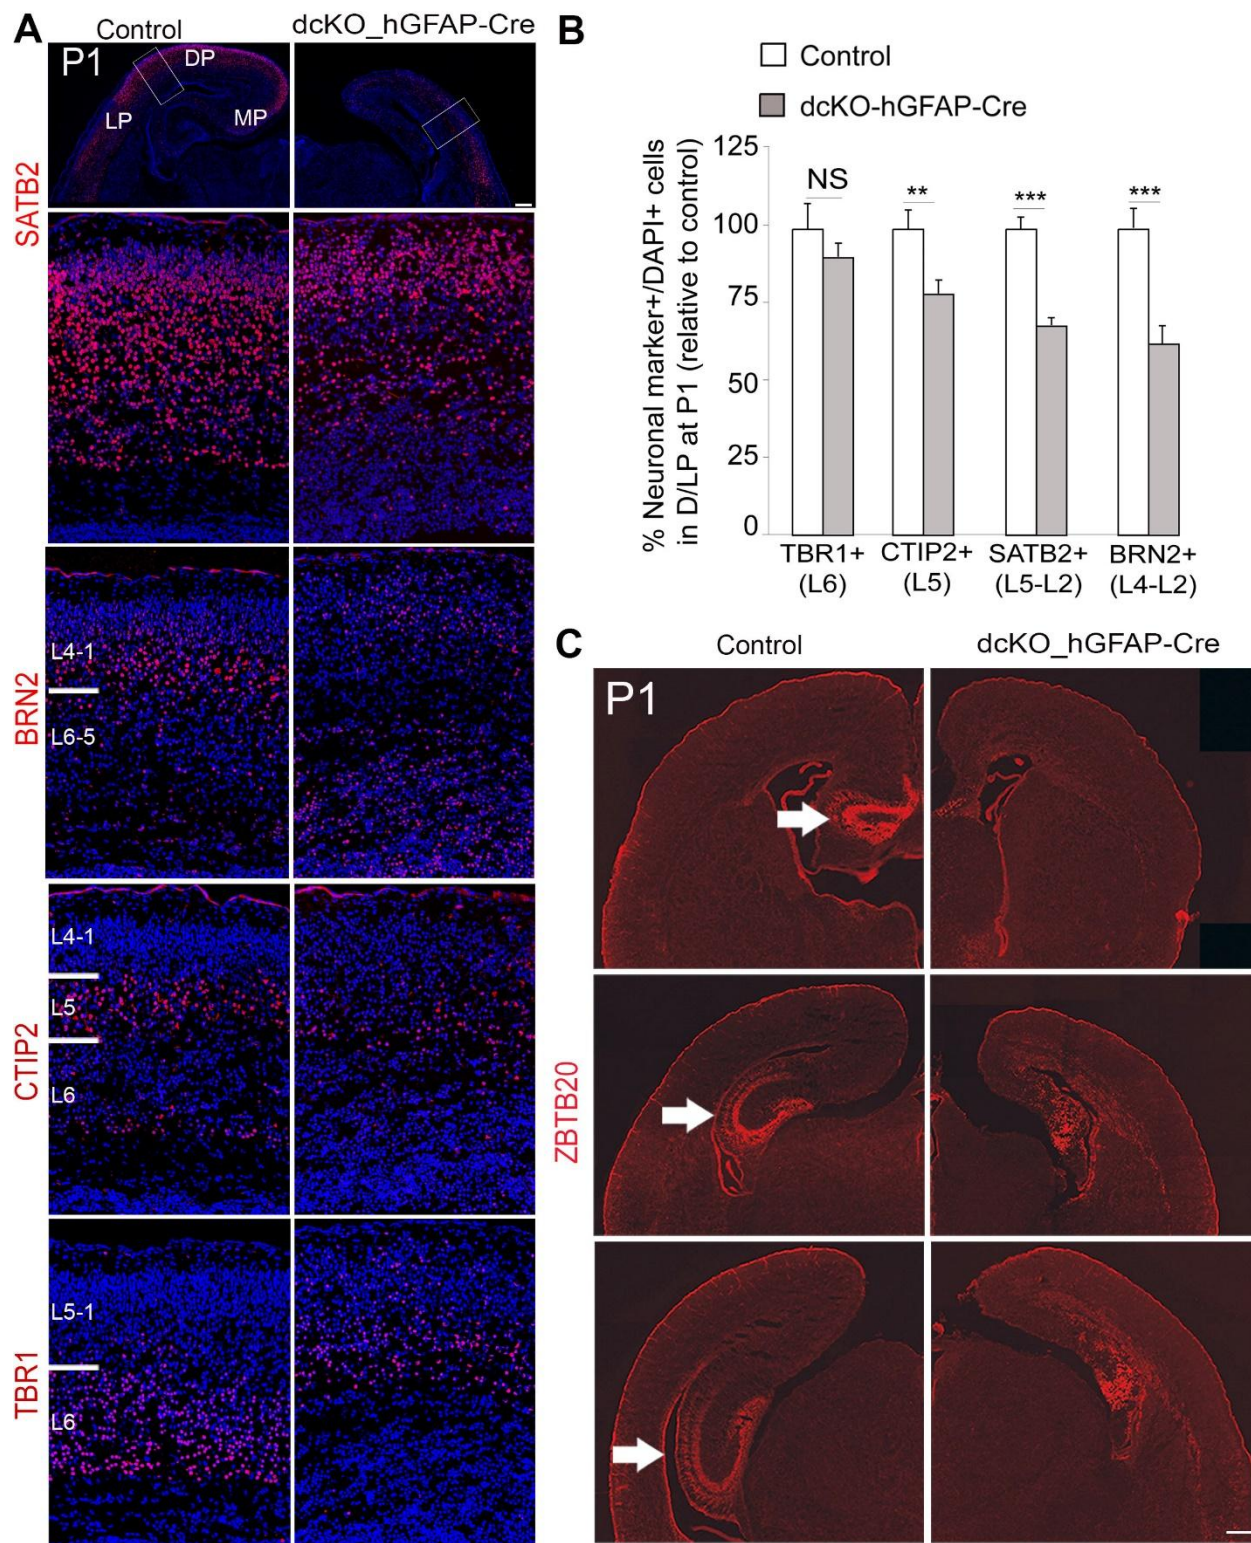 A
Control
dcKO_hGFAP-Cre
P1
DP
LP
MP
SATB2
BRN2
L4-1
L6-5
CTIP2
L4-1
L5
L6
TBR1
L5-1
L6
B
Control
dcKO-hGFAP-Cre
% Neuronal marker+/DAPI+ cells
in D/LP at P1 (relative to control)
125
100
75
50
25
0
NS
**
***
***
TBR1+
(L6)
CTIP2+
(L5)
SATB2+
(L5-L2)
BRN2+
(L4-L2)
C
Control
dcKO_hGFAP-Cre
P1
ZBTB20